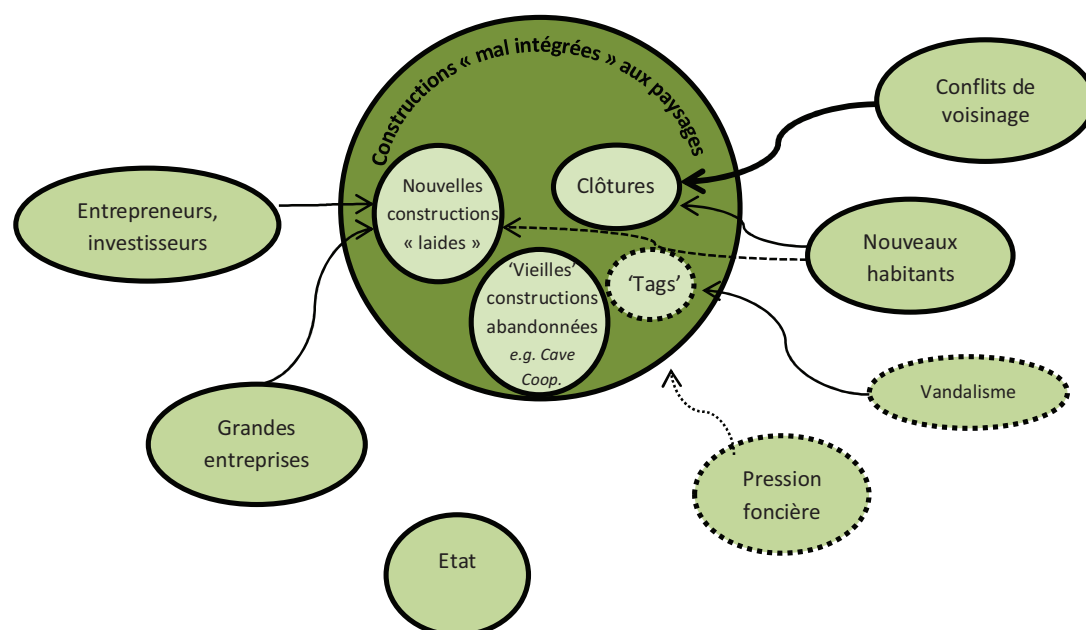 Constructions « mal intégrées » aux paysages
Conflits de
voisinage
Nouvelles
constructions
« laides »
Clôtures
Entrepreneurs,
investisseurs
Nouveaux
habitants
‘Vieilles’
constructions
abandonnées
e.g. Cave
Coop.
‘Tags’
Vandalisme
Grandes
entreprises
Pression
foncière
Etat